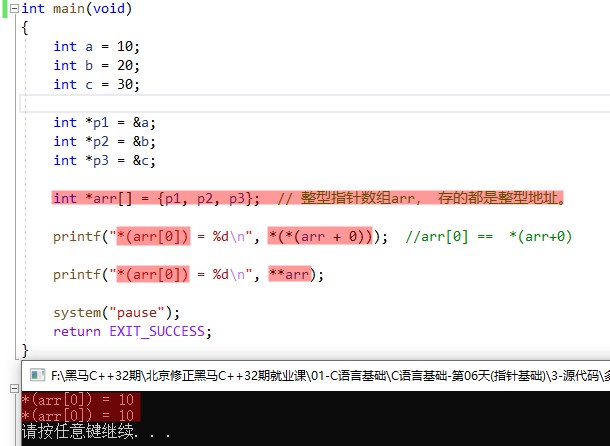 int main(void)
{
int a = 10;
int b = 20;
int c = 30;
int *p1 = &a;
int *p2 = &b;
int *p3 = &c;
int *arr[] = {p1, p2, p3};  // 整型指针数组arr， 存的都是整型地址。
printf("*(arr[0]) = %d\n", *(*(arr + 0)));  //arr[0] ==  *(arr+0)
printf("*(arr[0]) = %d\n", **arr);
system("pause");
return EXIT_SUCCESS;
}
F:\黑马C++32期\北京修正黑马C++32期就业课\01-C语言基础\C语言基础-第06天(指针基础)\3-源代码\
*(arr[0]) = 10
*(arr[0]) = 10
请按任意键继续. . .